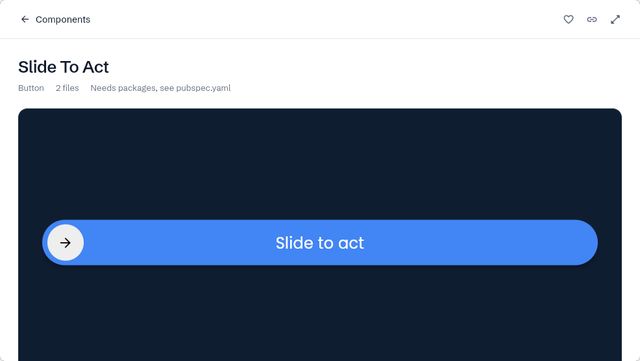 Components
Slide To Act
Button 2 files Needs packages, see pubspec.yaml
Slide to act